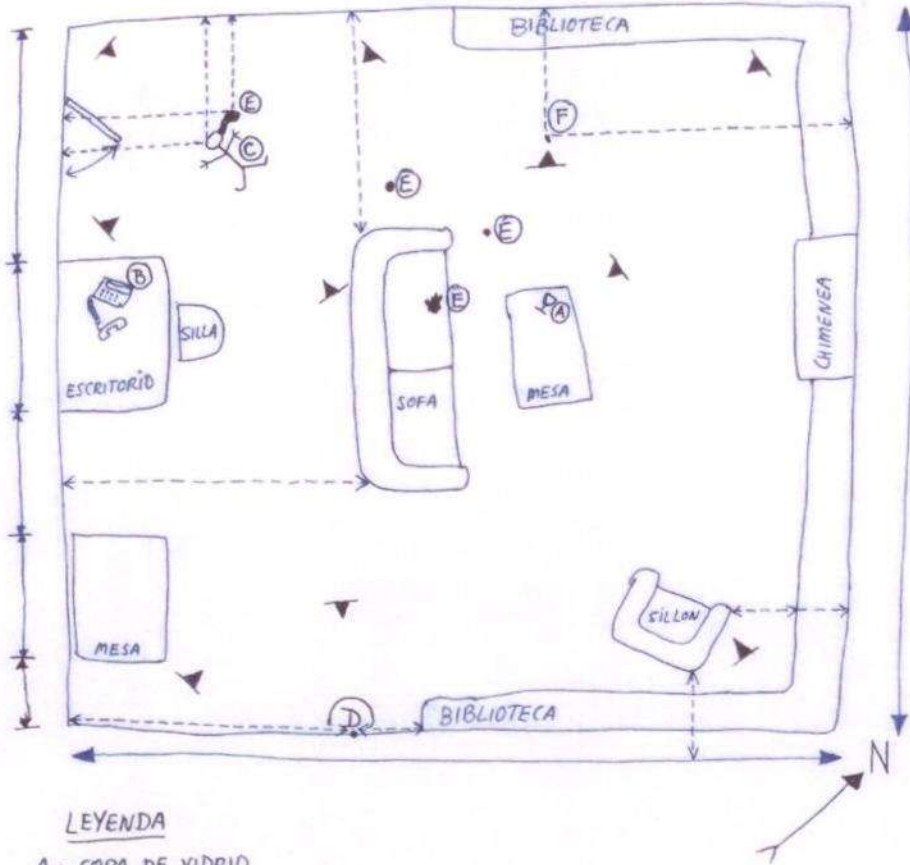 BIBLIOTECA
E
C
F
E
E
B
SILLA
ESCRITORIO
E
A
SOFA
MESA
CHIMENEA
MESA
SILLON
D
BIBLIOTECA
N
LEYENDA
A: COPA DE VIDRIO